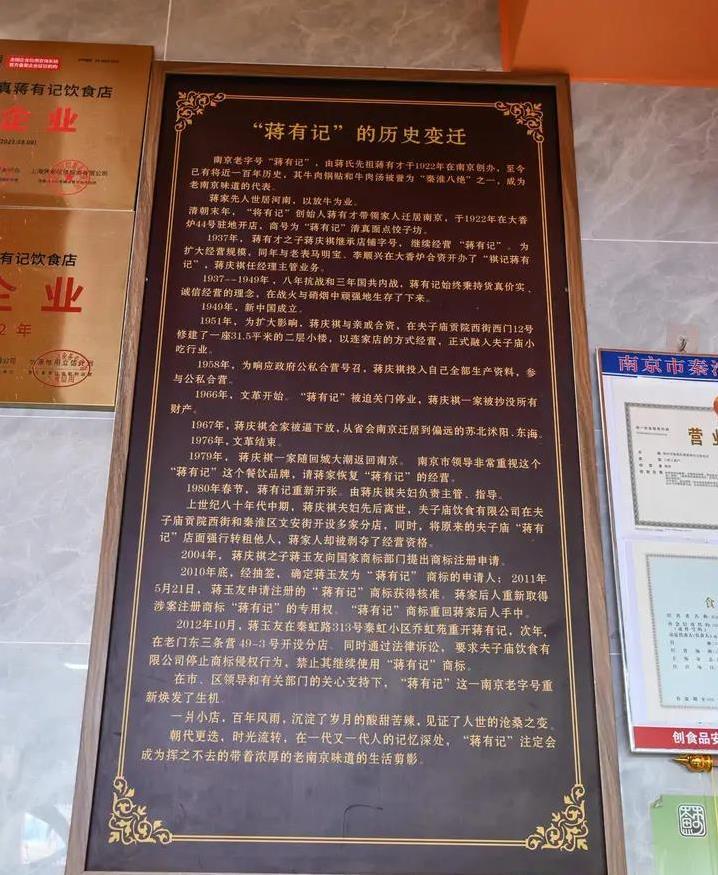 全国企业信用查询系统
官方备案企业征信机构
真蒋有记饮食店
企业
记饮食店
企业
2年
“蒋有记”的历史变迁
南京老字号“蒋有记”，由蒋氏先祖蒋有才于1922年在南京创办，至今
已有将近一百年历史，其牛肉锅贴和牛肉汤被誉为“秦淮八绝”之一，成为
老南京味道的代表。
蒋家先人世居河南，以放牛为业。
清朝末年，“将有记”创始人蒋有才带领家人迁居南京，于1922年在大香
炉44号驻地开店，商号为“蒋有记”清真面点饺子坊。
1937年，蒋有才之子蒋庆祺继承店铺字号，继续经营“蒋有记”。为
扩大经营规模，同年与老表马明宝、李顺兴在大香炉合资开办了“祺记蒋有
记”，蒋庆祺任经理主管业务。
1937--1949年，八年抗战和三年国共内战，蒋有记始终秉持货真价实、
诚信经营的理念，在战火与硝烟中顽强地生存了下来。
1949年，新中国成立。
1951年，为扩大影响，蒋庆祺与亲戚合资，在夫子庙贡院西街西门12号
修建了一座31.5平米的二层小楼，以连家店的方式经营，正式融入夫子庙小
吃行业。
1958年，为响应政府公私合营号召，蒋庆祺投入自己全部生产资料，参
与公私合营。
1966年，文革开始。“蒋有记”被迫关门停业，蒋庆祺一家被抄没所有
财产。
1967年，蒋庆祺全家被逼下放，从省会南京迁居到偏远的苏北沭阳、东海。
1976年，文革结束。
1979年，蒋庆祺一家随回城大潮返回南京。南京市领导非常重视这个
“蒋有记”这个餐饮品牌，请蒋家恢复“蒋有记”的经营。
1980年春节，蒋有记重新开张。由蒋庆祺夫妇负责主管、指导。
上世纪八十年代中期，蒋庆祺夫妇先后离世，夫子庙饮食有限公司在夫
子庙贡院西街和秦淮区文安街开设多家分店，同时，将原来的夫子庙“蒋有
记”店面强行转租他人，蒋家人却被剥夺了经营资格。
2004年，蒋庆祺之子蒋玉友向国家商标部门提出商标注册申请。
2010年底，经抽签，确定蒋玉友为“蒋有记”商标的申请人；2011年
5月21日，蒋玉友申请注册的“蒋有记”商标获得核准。蒋家后人重新取得
涉案注册商标“蒋有记”的专用权。“蒋有记”商标重回蒋家后人手中。
2012年10月，蒋玉友在秦虹路313号秦虹小区乔虹苑重开蒋有记，次年，
在老门东三条营49-3号开设分店。同时通过法律诉讼，要求夫子庙饮食有
限公司停止商标侵权行为，禁止其继续使用“蒋有记”商标。
在市、区领导和有关部门的关心支持下，“蒋有记”这一南京老字号重
新焕发了生机
一爿小店，百年风雨，沉淀了岁月的酸甜苦辣，见证了人世的沧桑之变。
朝代更迭，时光流转，在一代又一代人的记忆深处，“蒋有记”注定会
成为挥之不去的带着浓厚的老南京味道的生活剪影。
南京市秦淮
营业
食
创食品安